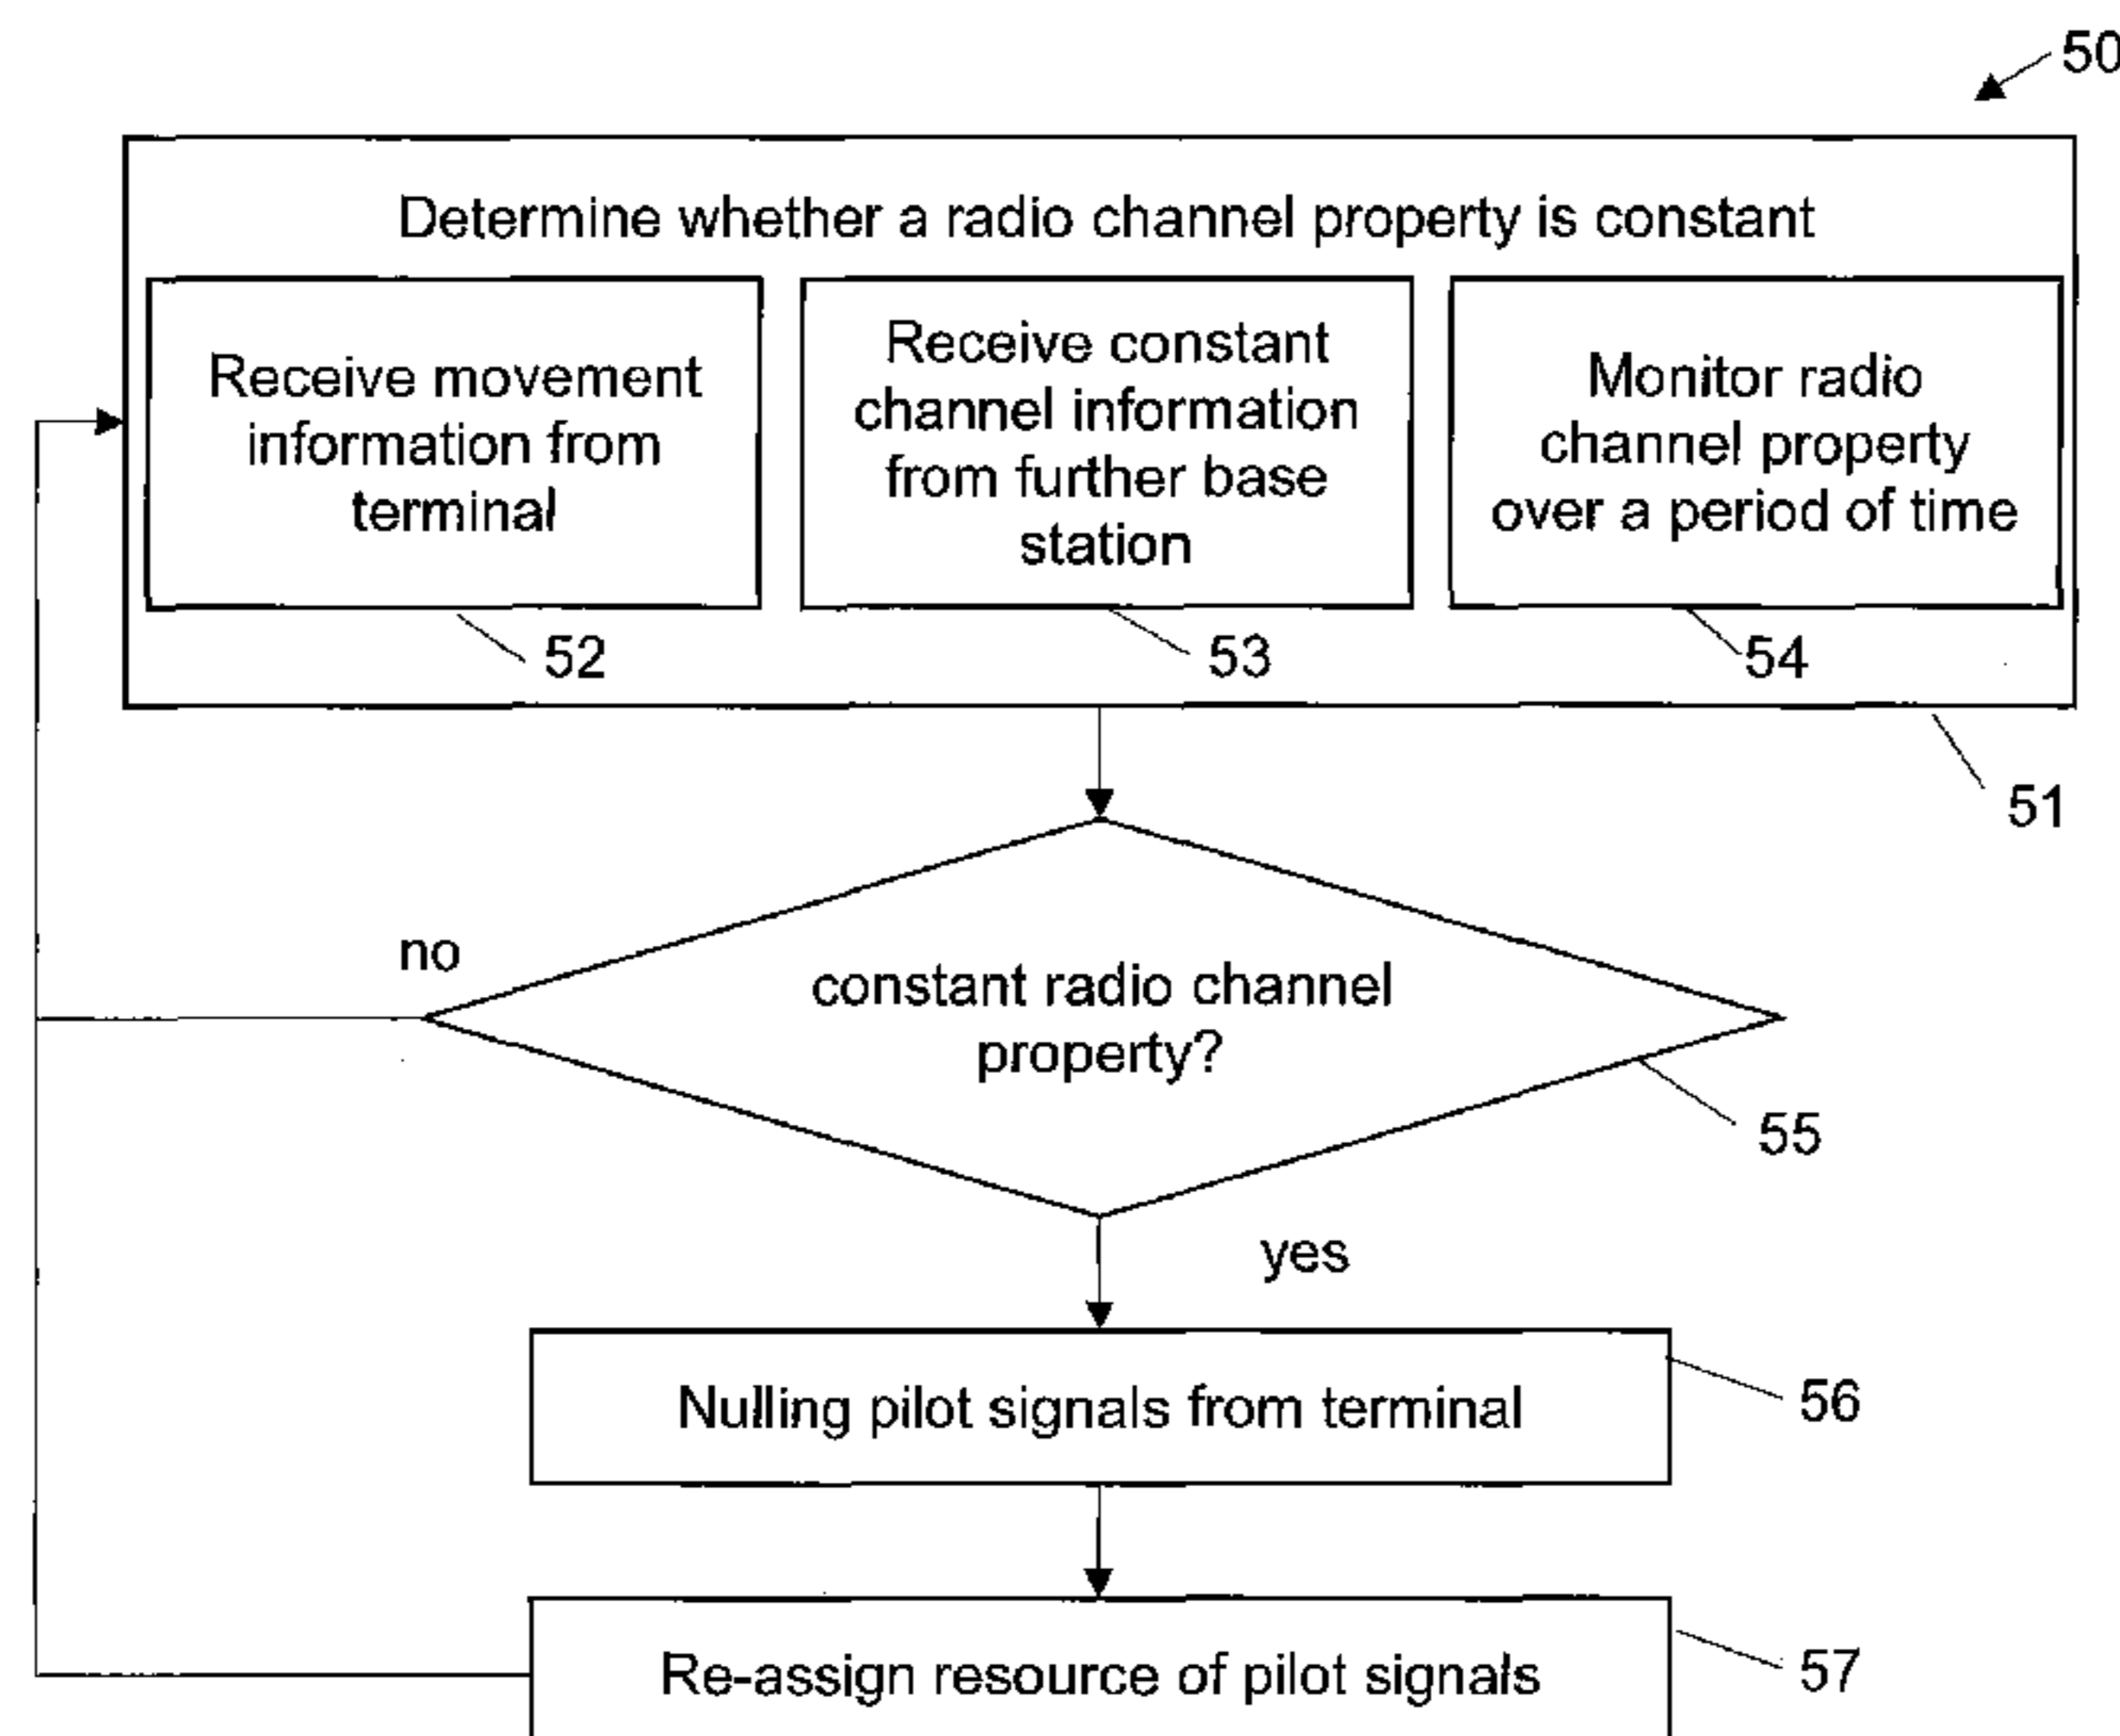 50
Determine whether a radio channel property is constant
Receive movement
information from
terminal
Receive constant
channel information
from further base
station
Monitor radio
channel property
over a period of time
52
53
54
51
no
constant radio channel
property?
55
yes
Nulling pilot signals from terminal
56
Re-assign resource of pilot signals
57